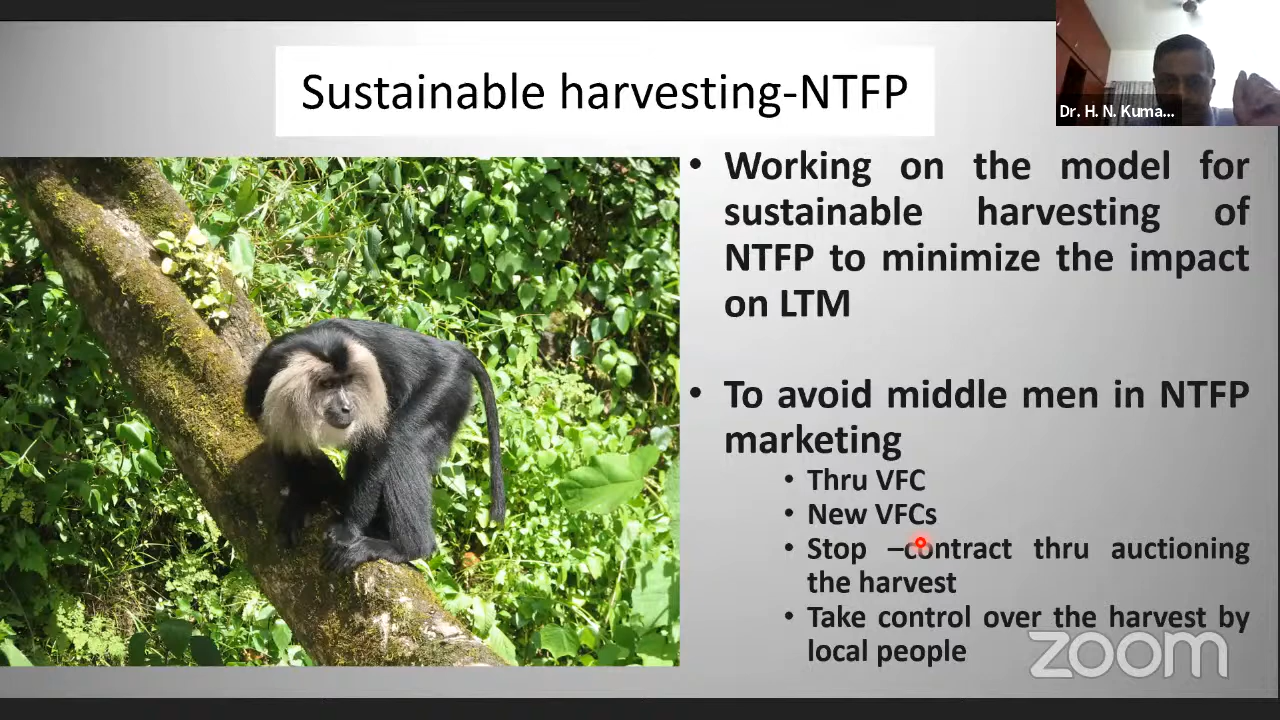 Sustainable harvesting-NTFP
Dr. H. N. Kuma...
• Working on the model for
sustainable harvesting of
NTFP to minimize the impact
on LTM
• To avoid middle men in NTFP
marketing
• Thru VFC
• New VFCs
• Stop –contract thru auctioning
the harvest
• Take control over the harvest by
local people
zoom